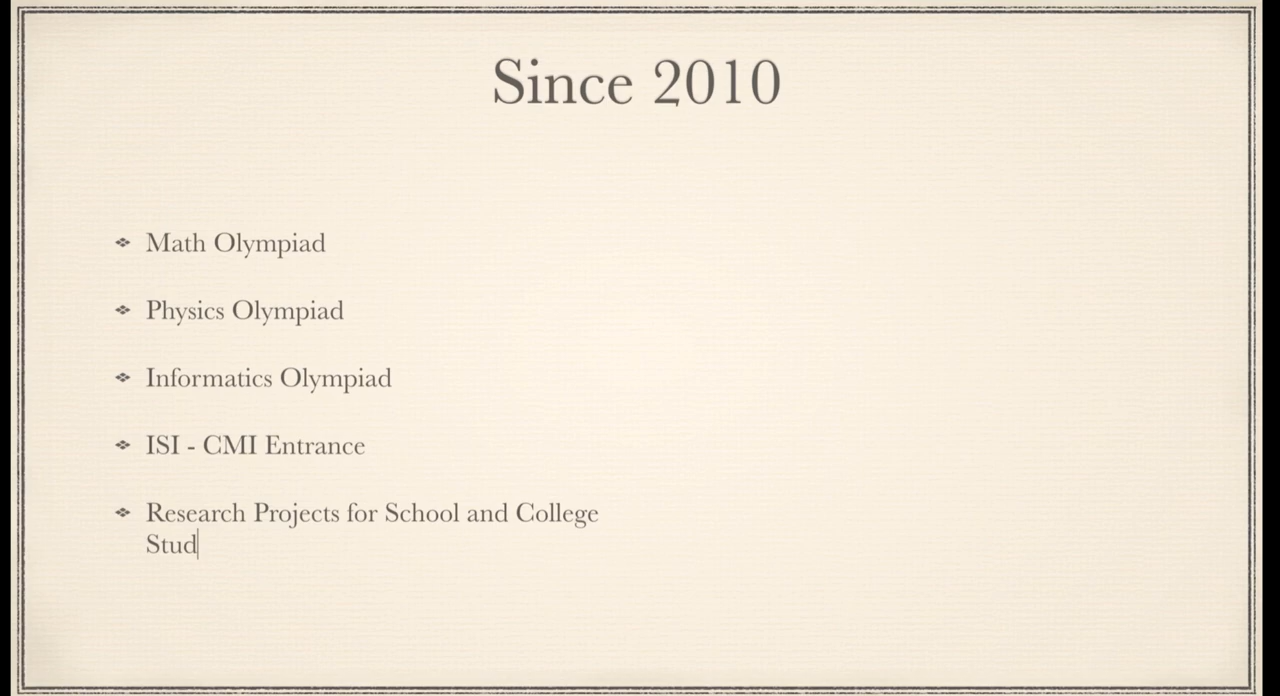 Since 2010
Math Olympiad
Physics Olympiad
Informatics Olympiad
ISI - CMI Entrance
Research Projects for School and College
Stud